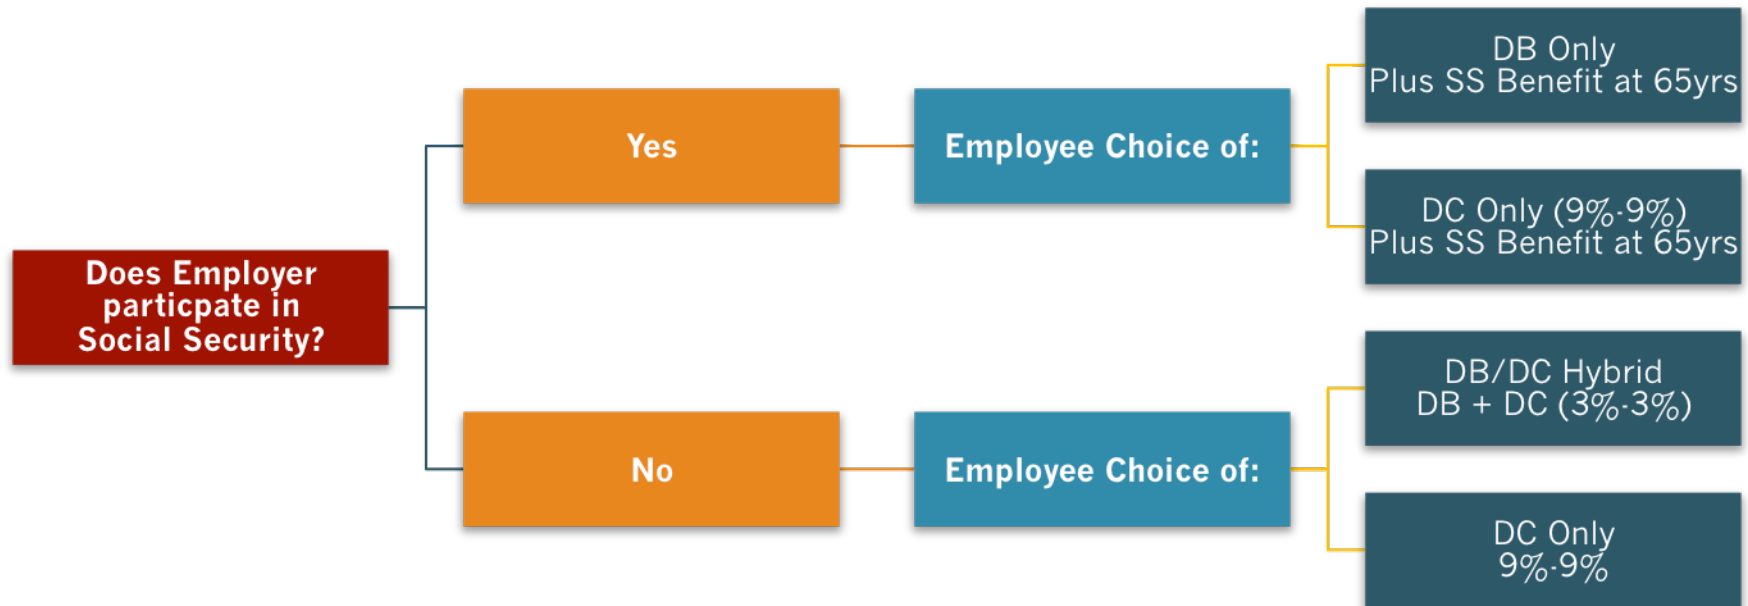 Does Employer
particpate in
Social Security?
Yes
Employee Choice of:
DB Only
Plus SS Benefit at 65yrs
DC Only (9%-9%)
Plus SS Benefit at 65yrs
No
Employee Choice of:
DB/DC Hybrid
DB + DC (3%-3%)
DC Only
9%-9%